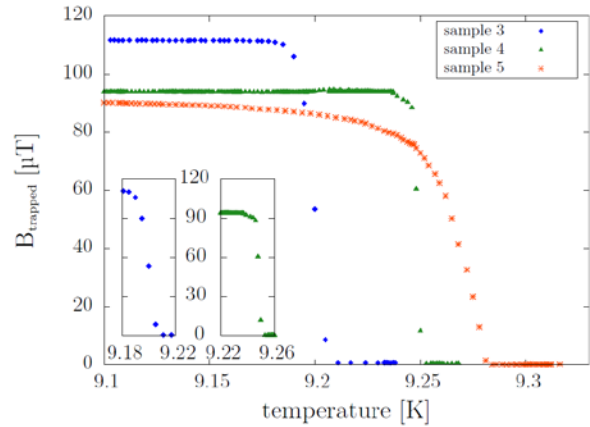 120
100
80
60
40
20
0
B_trapped [µT]
sample 3
sample 4
sample 5
120
90
60
30
0
9.18 9.22 9.22 9.26
9.1 9.15 9.2 9.25 9.3
temperature [K]